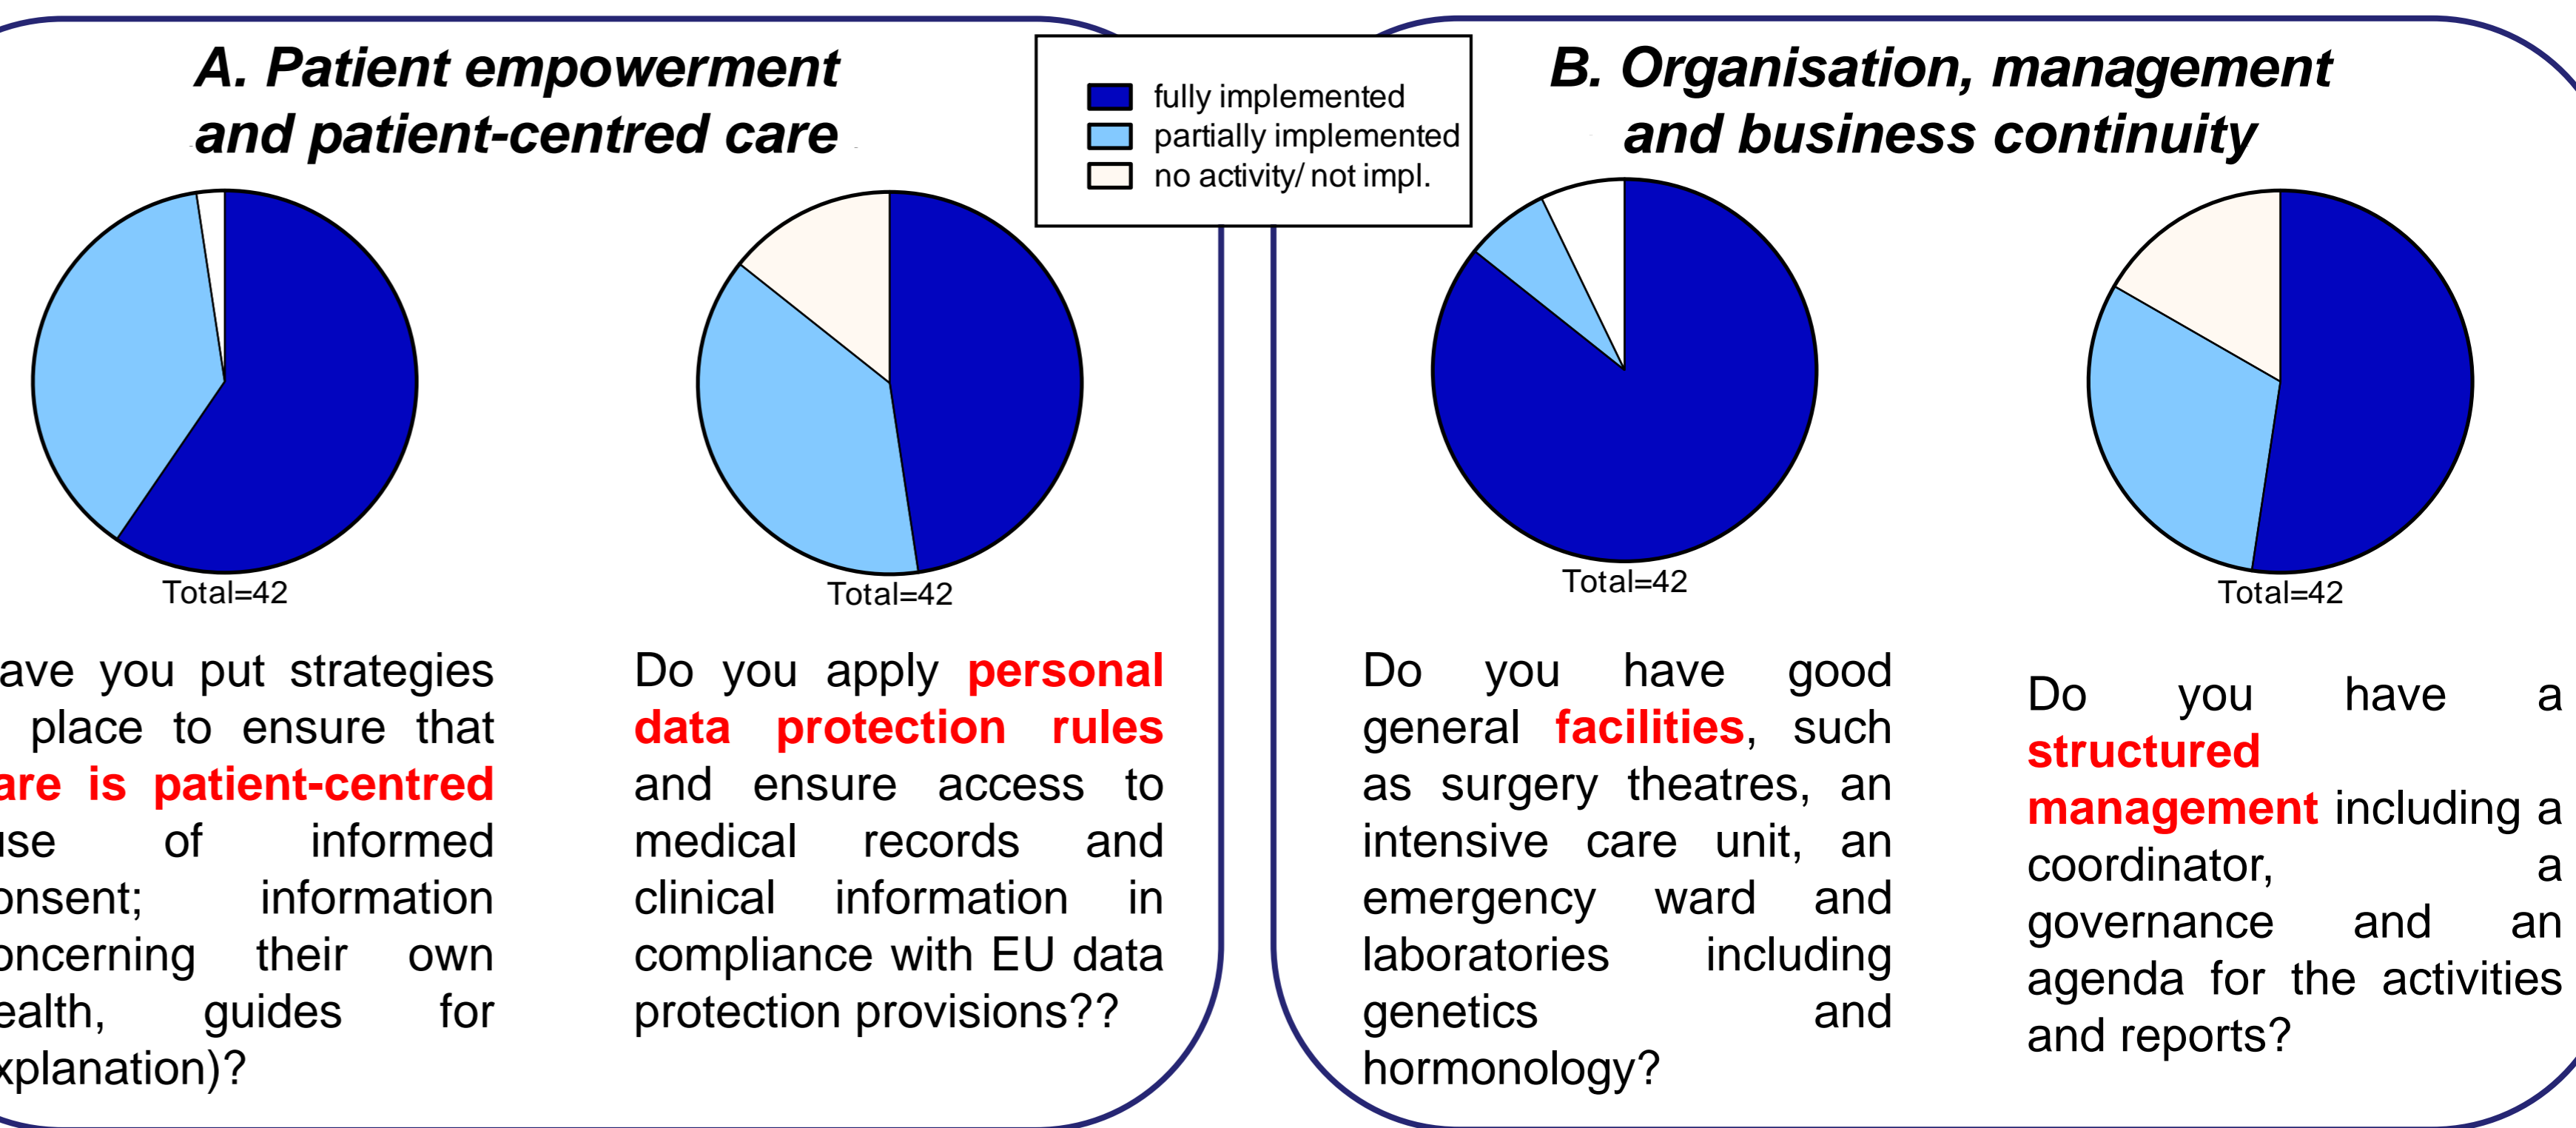 A. Patient empowerment
and patient-centred care
fully implemented
partially implemented
no activity/ not impl.
B. Organisation, management
and business continuity
Total=42
Total=42
Total=42
Total=42
ave you put strategies
place to ensure that
are is patient-centred
use of informed
onsent; information
oncerning their own
ealth, guides for
xplanation)?
Do you apply personal
data protection rules
and ensure access to
medical records and
clinical information in
compliance with EU data
protection provisions??
Do you have good
general facilities, such
as surgery theatres, an
intensive care unit, an
emergency ward and
laboratories including
genetics and
hormonology?
Do you have a
structured
management including a
coordinator, a
governance and an
agenda for the activities
and reports?